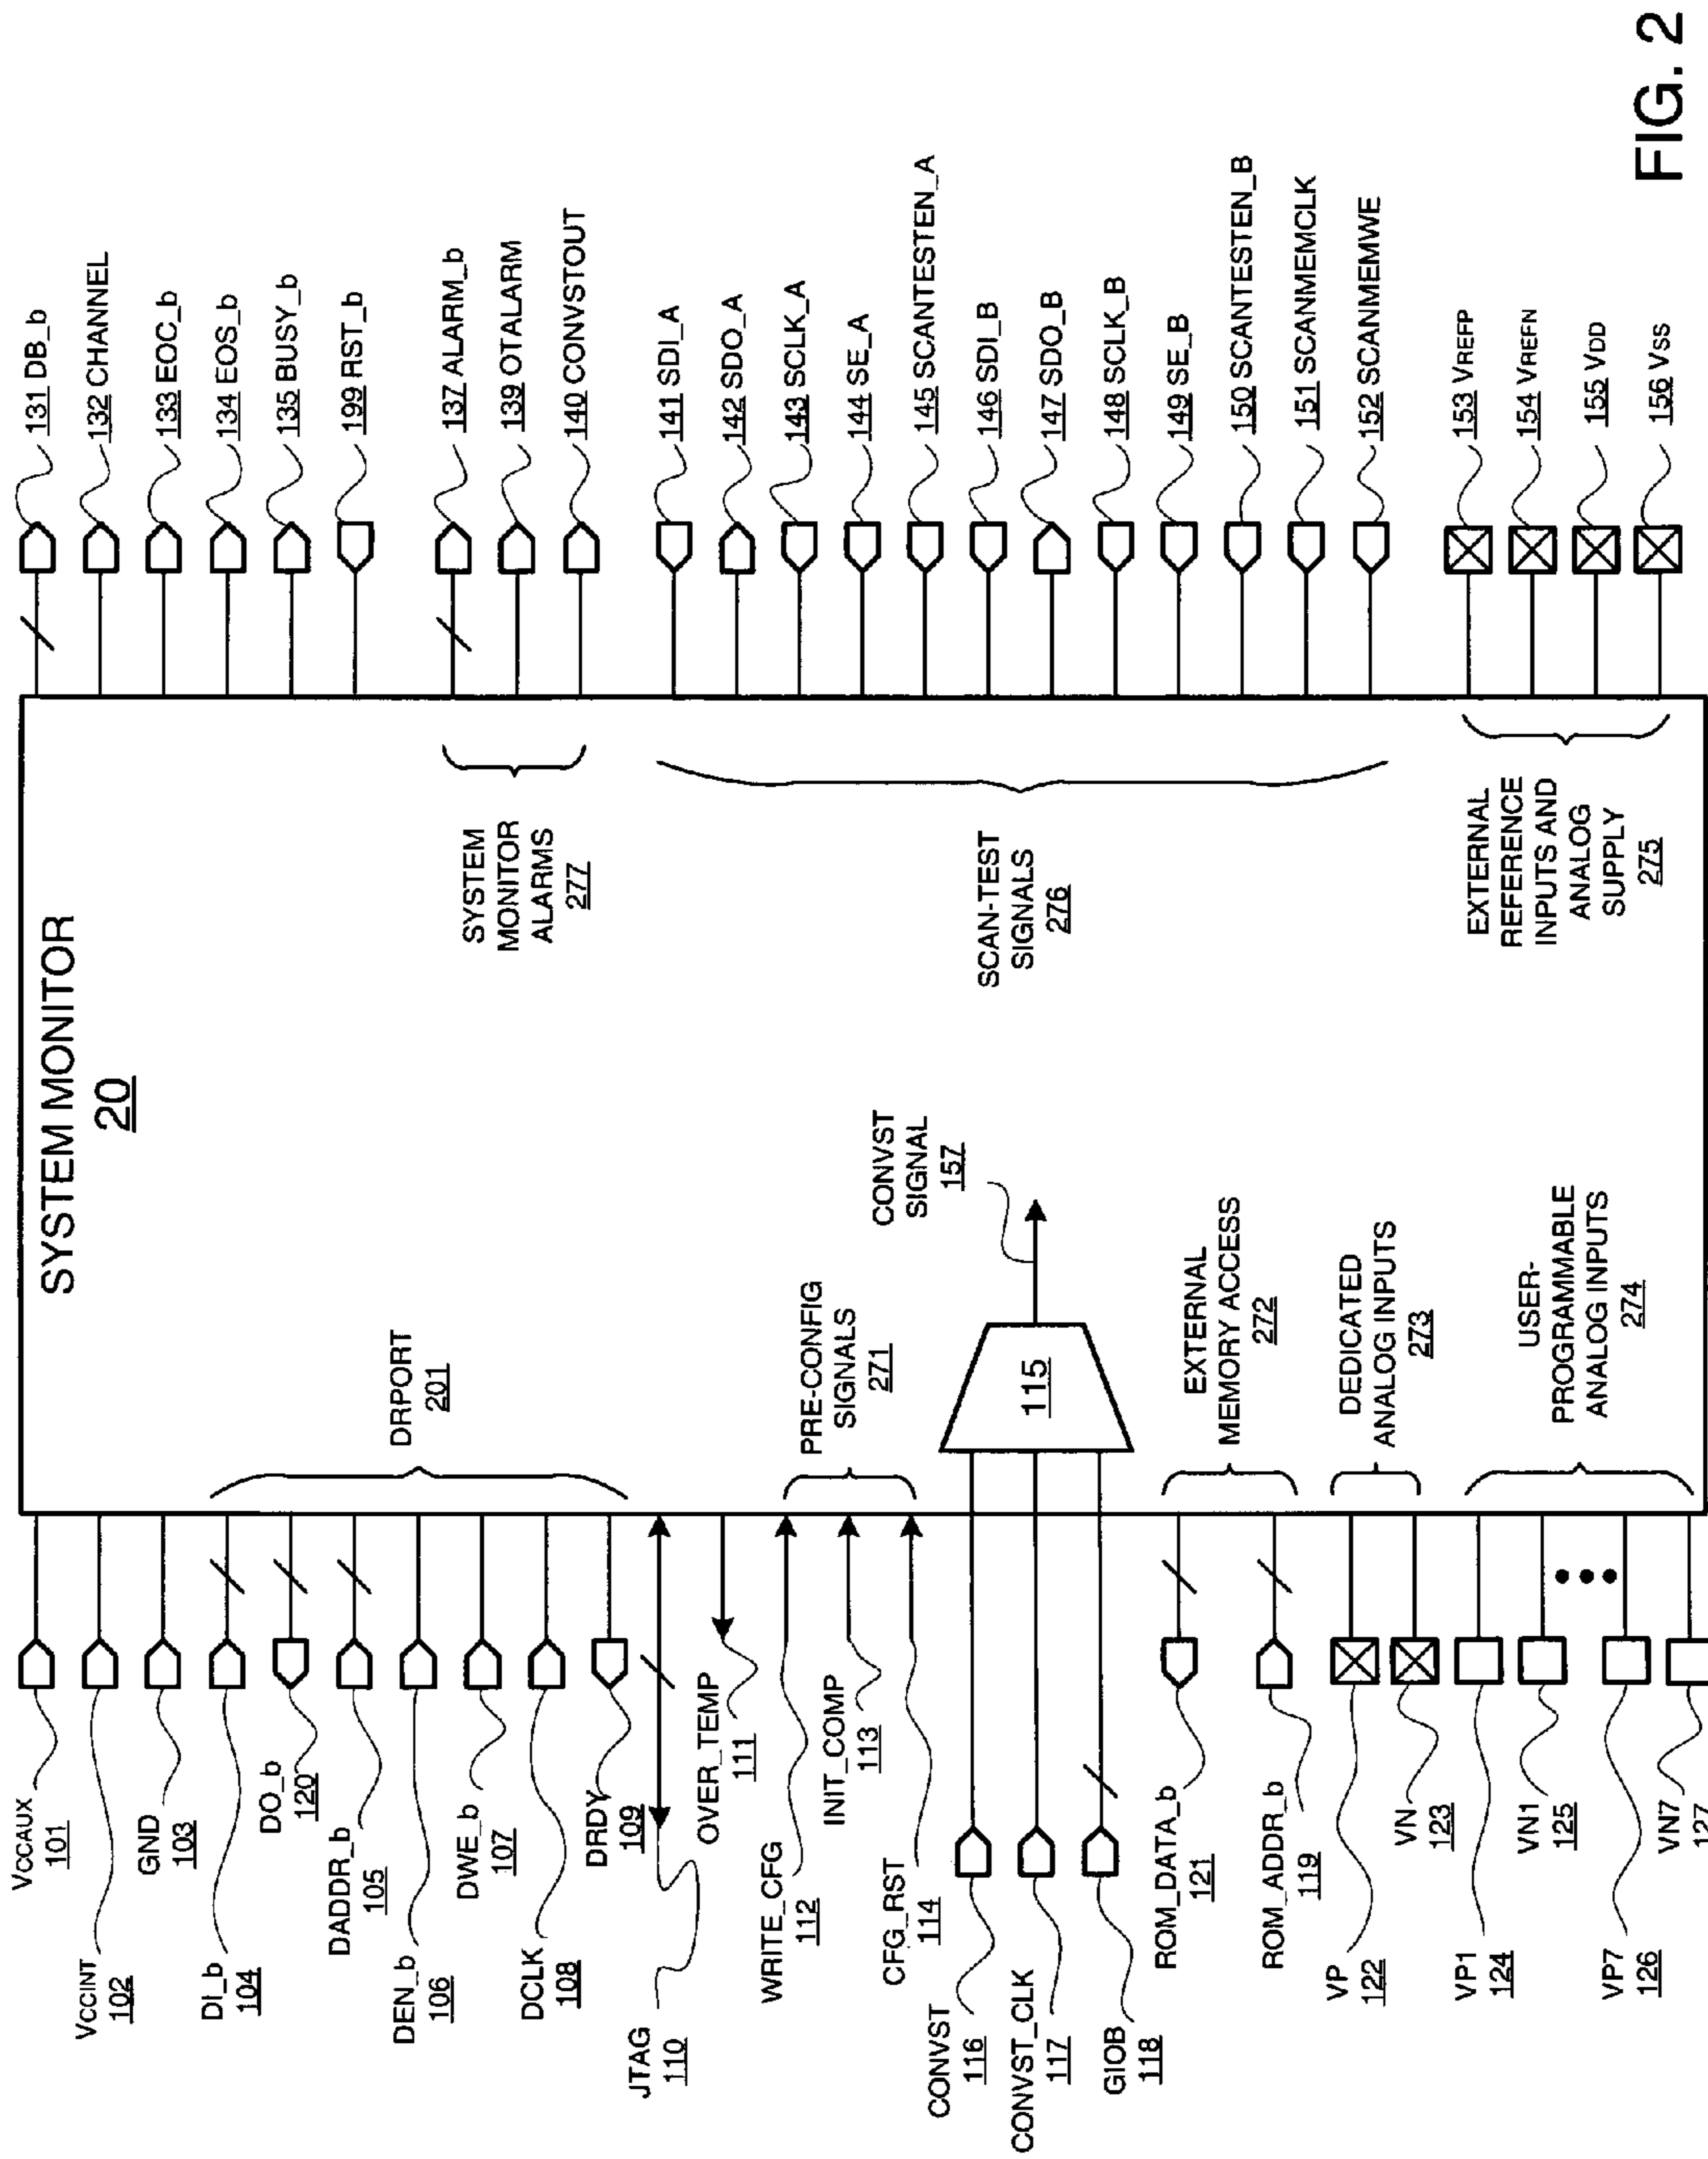 SYSTEM MONITOR
20
VCCAUX
101
VCCINT
102
GND
103
DI_b
104
DO_b
120
DADDR_b
105
DEN_b
106
DWE_b
107
DCLK
108
DRDY
109
JTAG
110
OVER_TEMP
111
WRITE_CFG
112
INIT_COMP
113
CFG_RST
114
CONVST
116
CONVST_CLK
117
GIOB
118
ROM_DATA_b
121
ROM_ADDR_b
119
VP
122
VN
123
VP1
124
VN1
125
VP7
126
VN7
127
DRPORT
201
PRE-CONFIG
SIGNALS
271
115
CONVST
SIGNAL
157
EXTERNAL
MEMORY ACCESS
272
DEDICATED
ANALOG INPUTS
273
USER-
PROGRAMMABLE
ANALOG INPUTS
274
SYSTEM
MONITOR
ALARMS
277
SCAN-TEST
SIGNALS
276
EXTERNAL
REFERENCE
INPUTS AND
ANALOG
SUPPLY
275
131 DB_b
132 CHANNEL
133 EOC_b
134 EOS_b
135 BUSY_b
199 RST_b
137 ALARM_b
139 OTALARM
140 CONVSTOUT
141 SDI_A
142 SDO_A
143 SCLK_A
144 SE_A
145 SCANTESTEN_A
146 SDI_B
147 SDO_B
148 SCLK_B
149 SE_B
150 SCANTESTEN_B
151 SCANMEMCLK
152 SCANMEMWE
153 VREFP
154 VREFN
155 VDD
156 VSS
FIG. 2